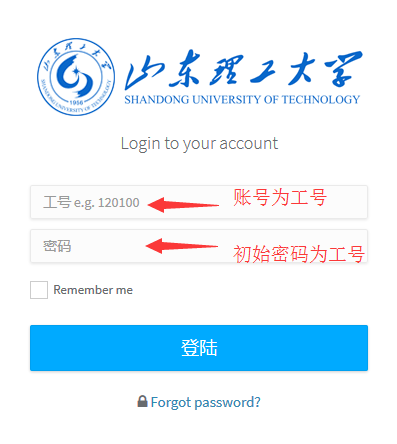 山东理工大学
SHANDONG UNIVERSITY OF TECHNOLOGY
1956
Login to your account
工号 e.g. 120100
账号为工号
密码
初始密码为工号
Remember me
登陆
Forgot password?